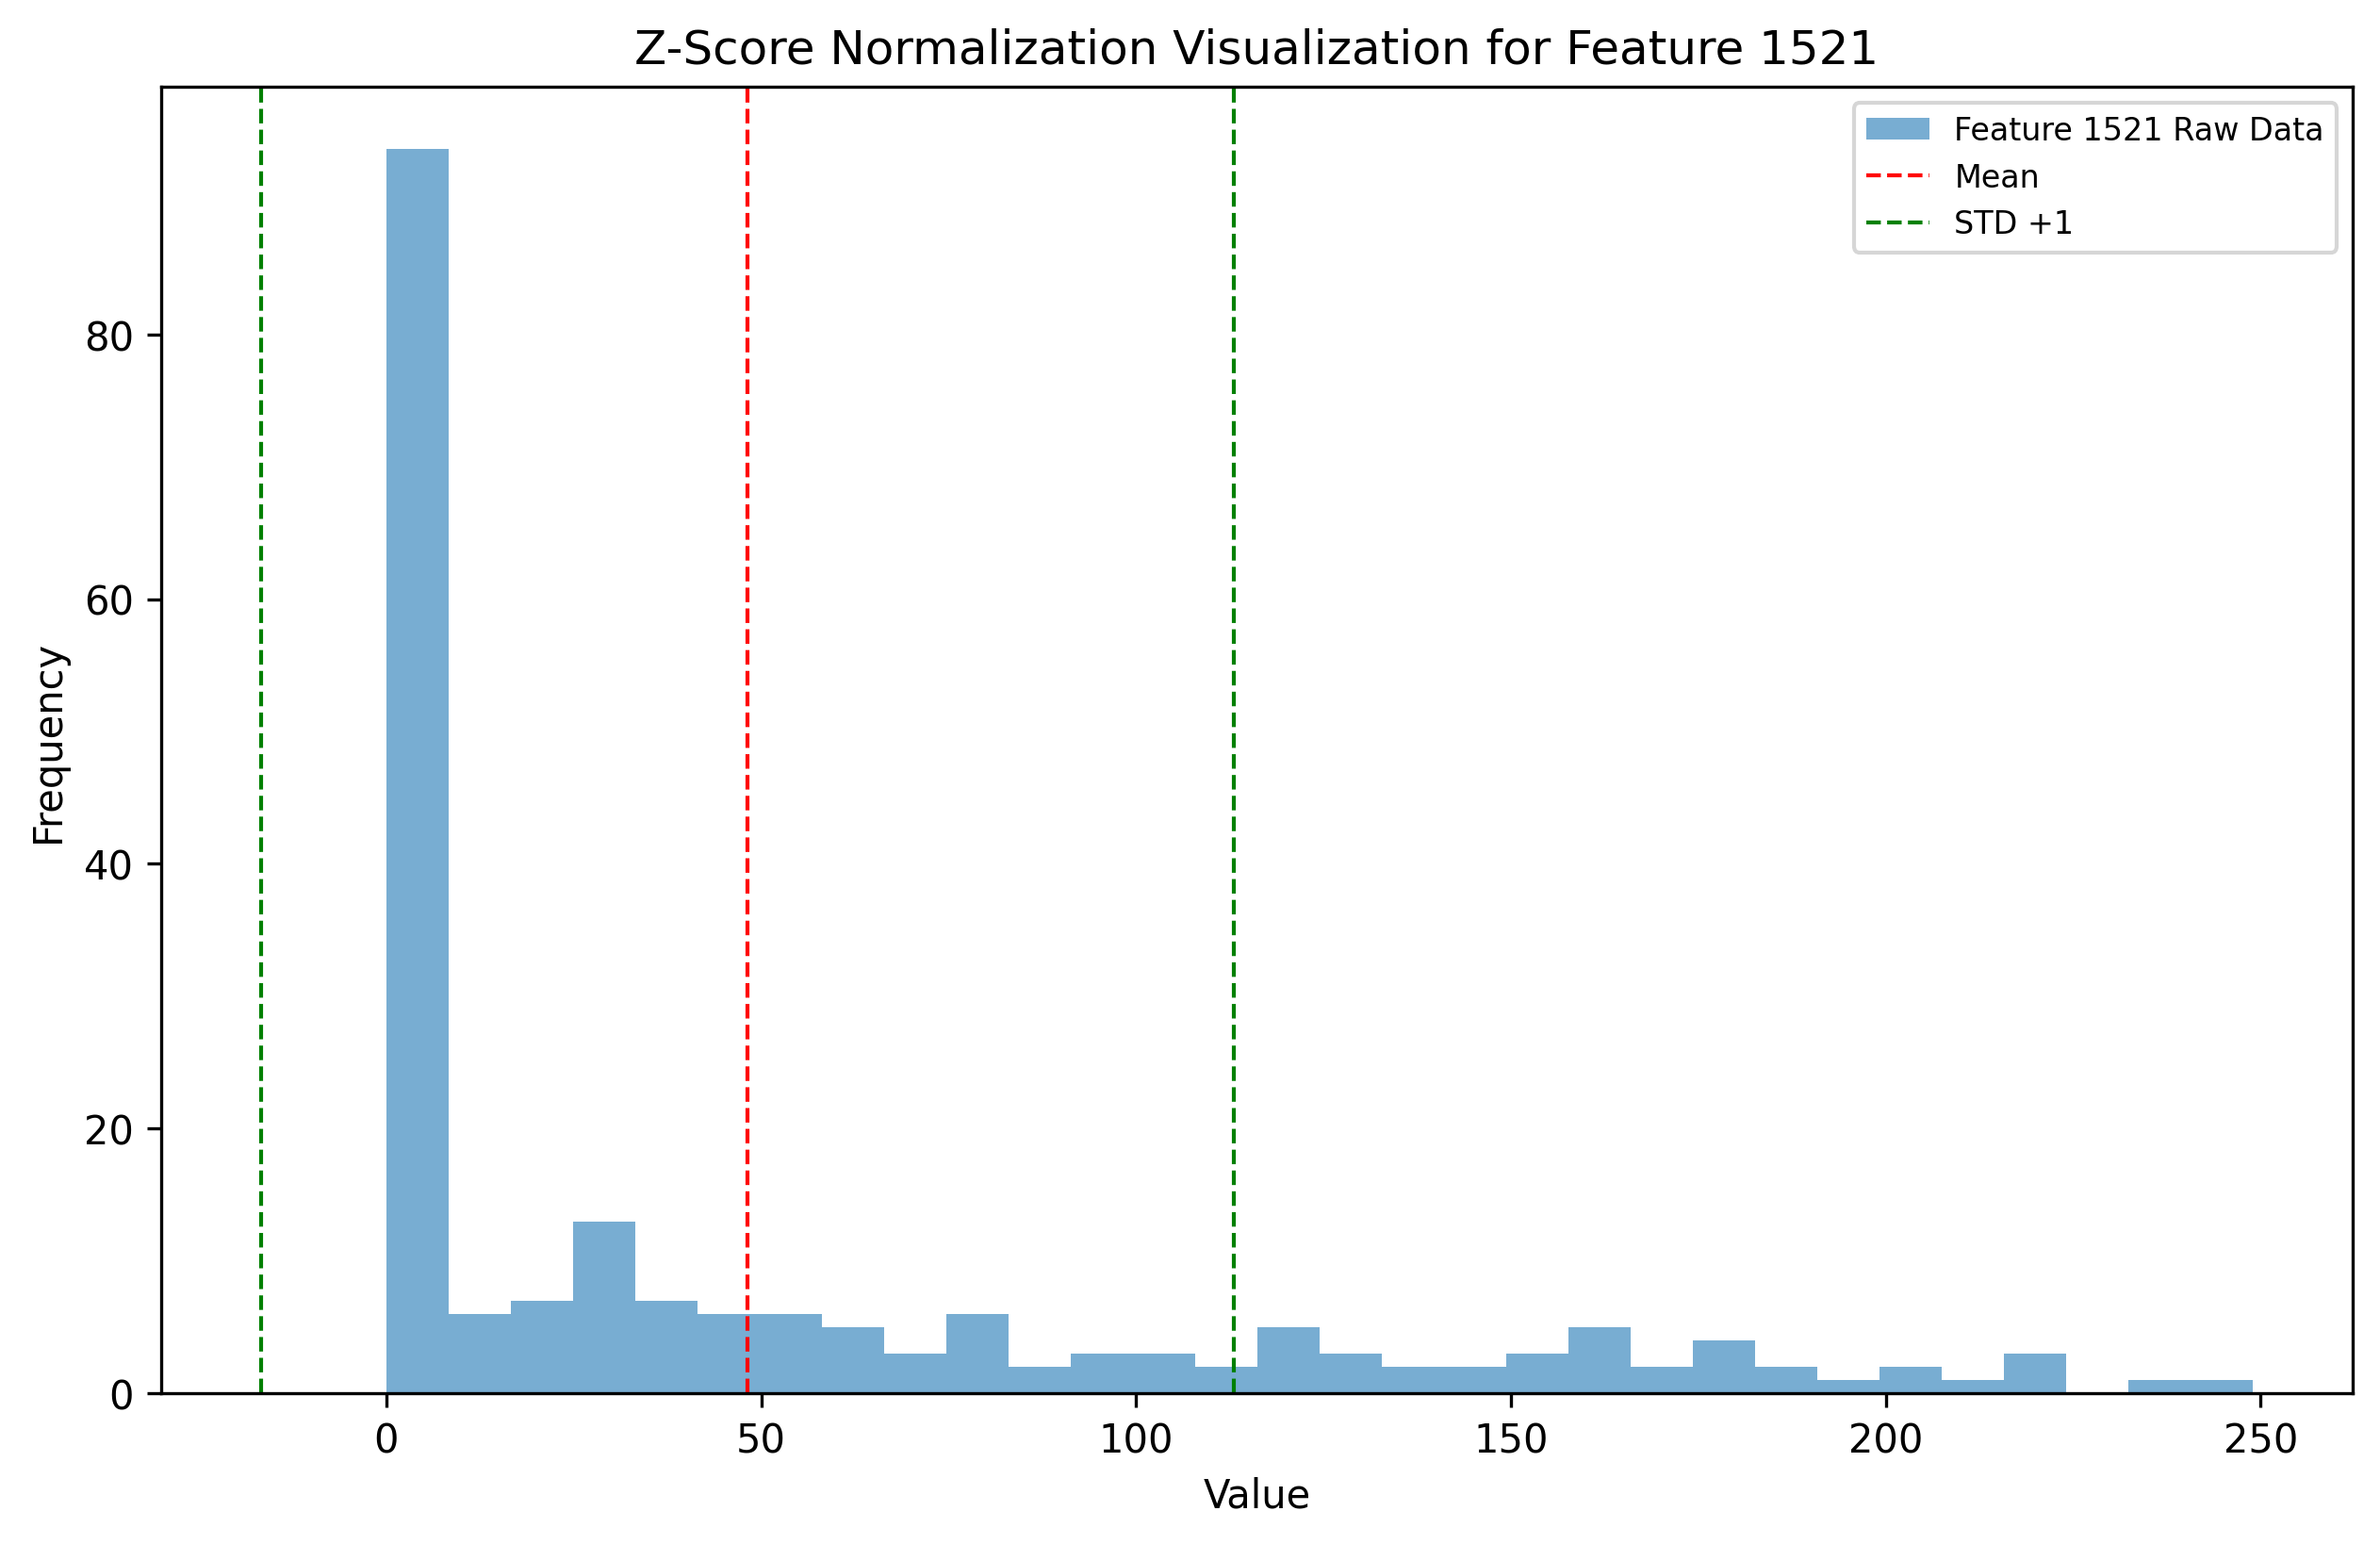 Z-Score Normalization Visualization for Feature 1521
Feature 1521 Raw Data
Mean
STD +1
Frequency
80
60
40
20
0
0 50 100 150 200 250
Value